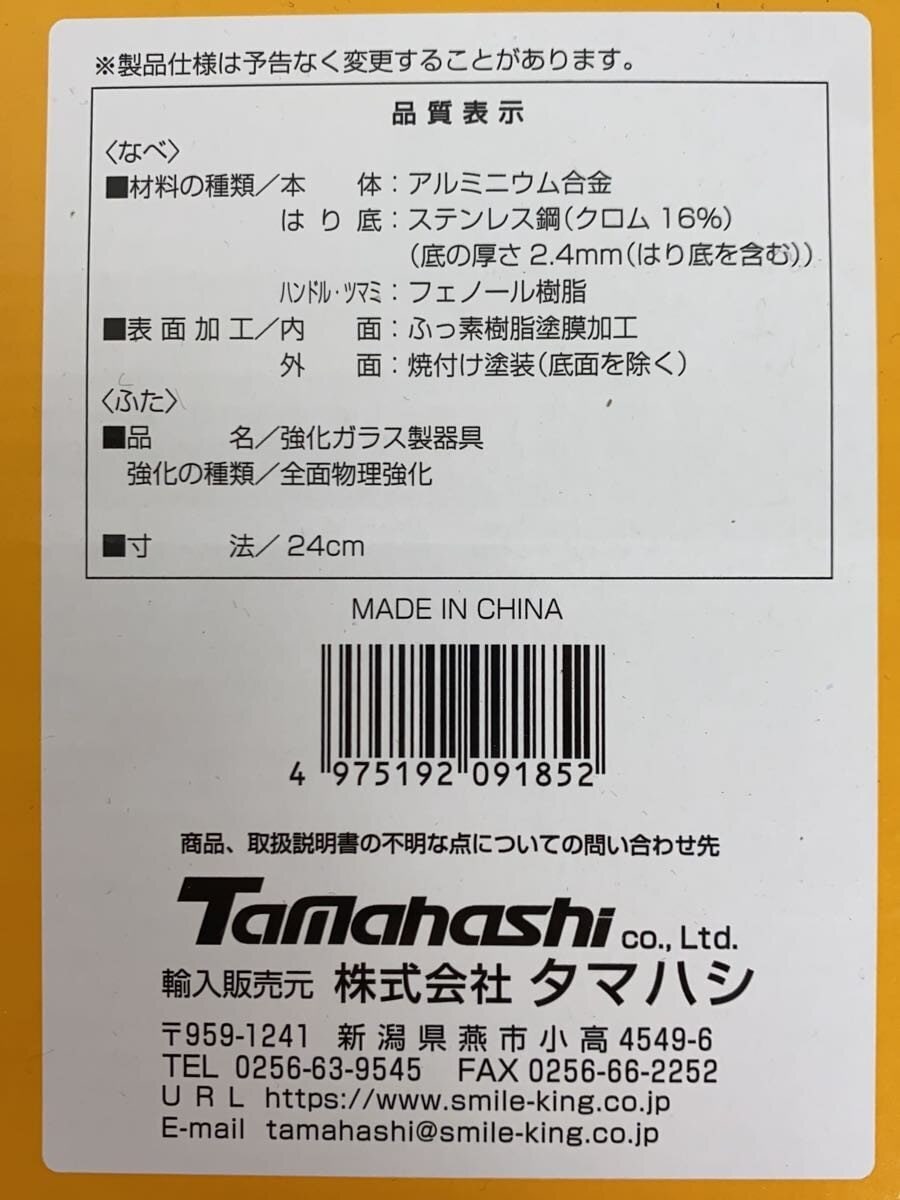 ※製品仕様は予告なく変更することがあります。
品質表示
〈なべ〉
■材料の種類／本　　体：アルミニウム合金
はり底：ステンレス鋼(クロム16%)
(底の厚さ2.4mm(はり底を含む))
ﾊﾝﾄﾞﾙ・ﾂﾏﾐ：フェノール樹脂
■表面加工／内　　面：ふっ素樹脂塗膜加工
外　　面：焼付け塗装(底面を除く)
〈ふた〉
■品　　　名／強化ガラス製器具
強化の種類／全面物理強化
■寸　　　法／24cm
MADE IN CHINA
4 975192 091852
商品、取扱説明書の不明な点についての問い合わせ先
Tamahashi co., Ltd.
輸入販売元 株式会社 タマハシ
〒959-1241 新潟県燕市小高4549-6
TEL 0256-63-9545 FAX 0256-66-2252
URL https://www.smile-king.co.jp
E-mail tamahashi@smile-king.co.jp